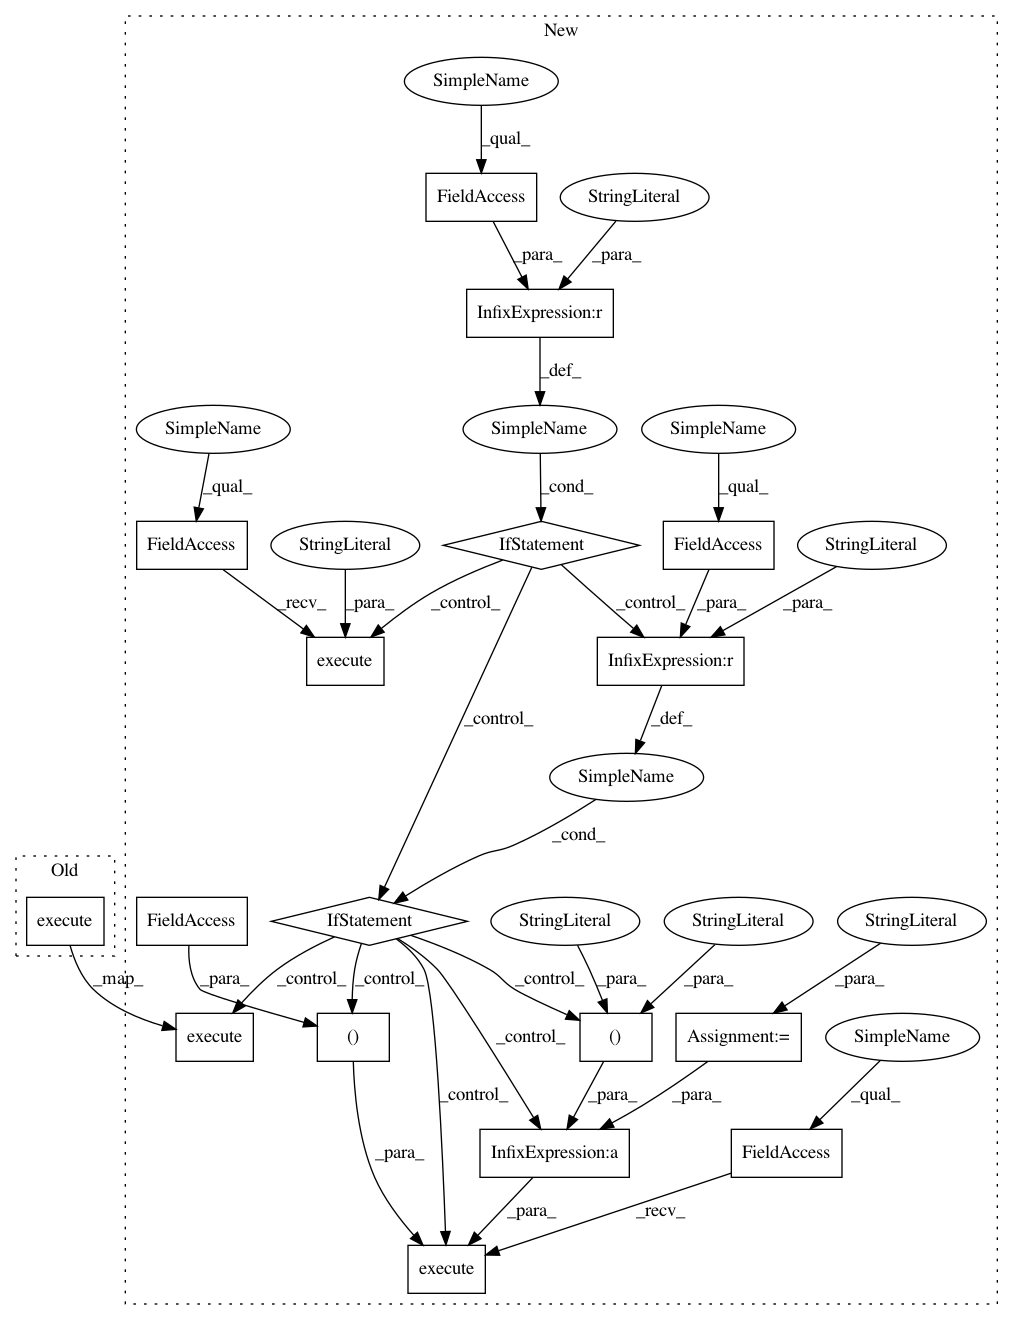 New
SimpleName
_qual_
FieldAccess
StringLiteral
_para_
_para_
InfixExpression:r
_def_
SimpleName
SimpleName
SimpleName
_qual_
_cond_
_qual_
FieldAccess
StringLiteral
IfStatement
FieldAccess
StringLiteral
_recv_
_para_
_control_
_control_
_para_
_para_
execute
InfixExpression:r
_control_
_def_
SimpleName
_cond_
Old
execute
FieldAccess
IfStatement
StringLiteral
StringLiteral
StringLiteral
_map_
_para_
_control_
_control_
_control_
_para_
_para_
_para_
execute
()
()
Assignment:=
SimpleName
_control_
_control_
_para_
_para_
_qual_
_para_
InfixExpression:a
FieldAccess
_para_
_recv_
execute